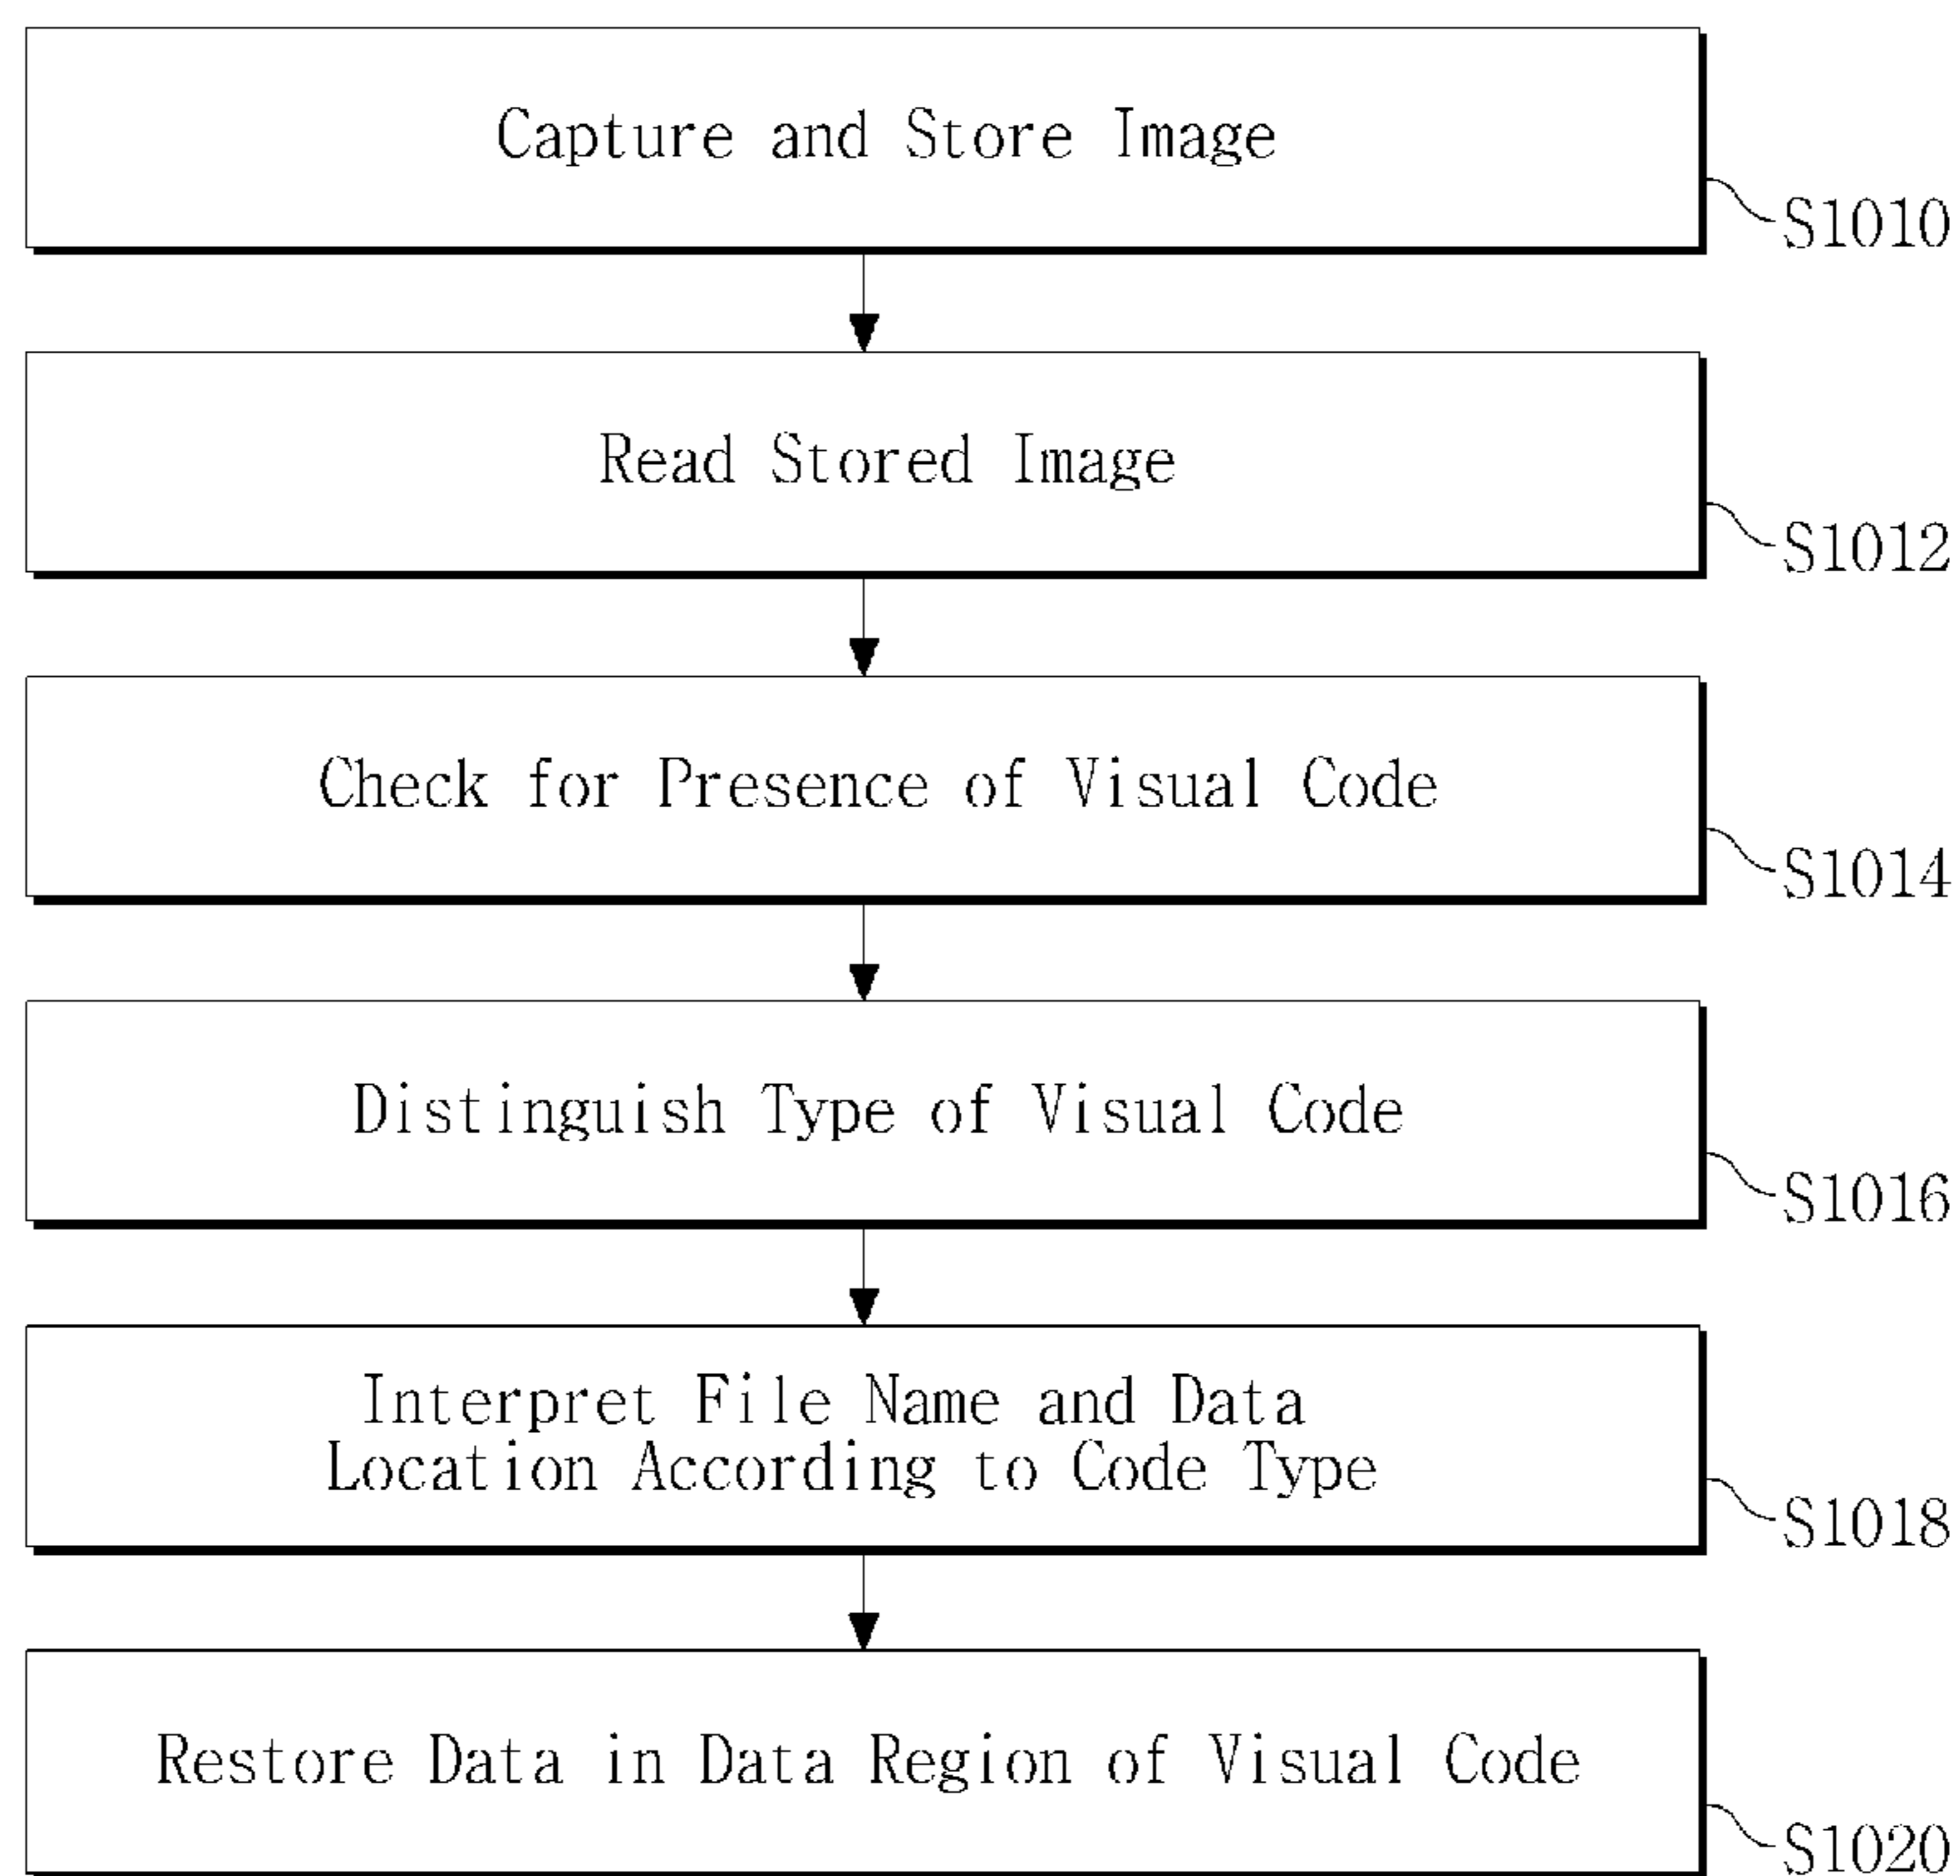 Capture and Store Image
S1010
Read Stored Image
S1012
Check for Presence of Visual Code
S1014
Distinguish Type of Visual Code
S1016
Interpret File Name and Data
Location According to Code Type
S1018
Restore Data in Data Region of Visual Code
S1020